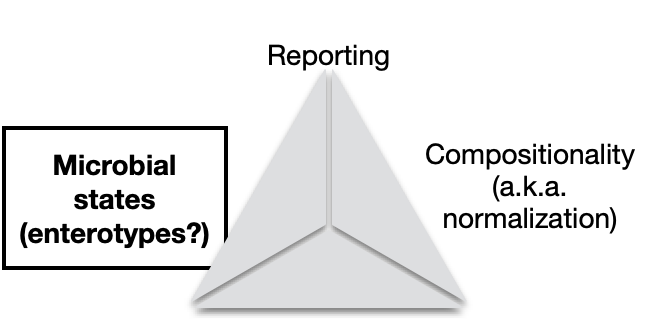 Reporting
Microbial
states
(enterotypes?)
Compositionality
(a.k.a.
normalization)